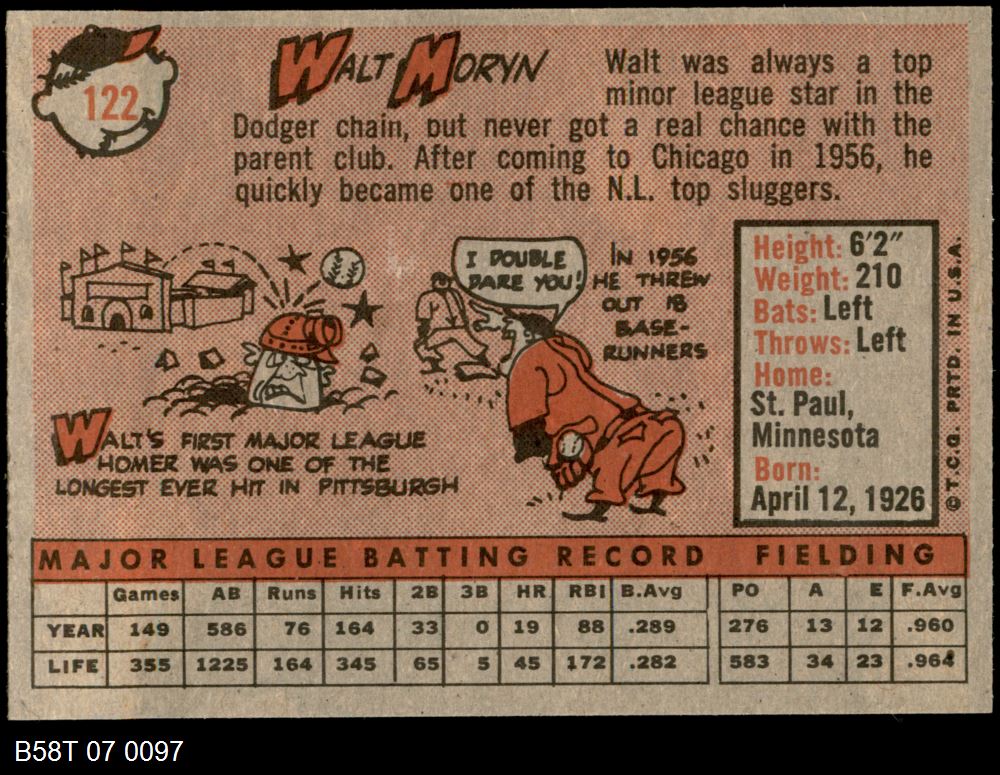 122
WALT MORYN
Walt was always a top
minor league star in the
Dodger chain, but never got a real chance with the
parent club. After coming to Chicago in 1956, he
quickly became one of the N.L. top sluggers.
I DOUBLE
DARE YOU!
IN 1956
HE THREW
OUT 18
BASE-
RUNNERS
WALT'S FIRST MAJOR LEAGUE
HOMER WAS ONE OF THE
LONGEST EVER HIT IN PITTSBURGH
Height: 6'2"
Weight: 210
Bats: Left
Throws: Left
Home:
St. Paul,
Minnesota
Born:
April 12, 1926
© T.C.G. PRTD. IN U.S.A.
MAJOR LEAGUE BATTING RECORD FIELDING
Games AB Runs Hits 2B 3B HR RBI B.Avg PO A E F.Avg
YEAR 149 586 76 164 33 0 19 88 .289 276 13 12 .960
LIFE 355 1225 164 345 65 5 45 172 .282 583 34 23 .964
B58T 07 0097